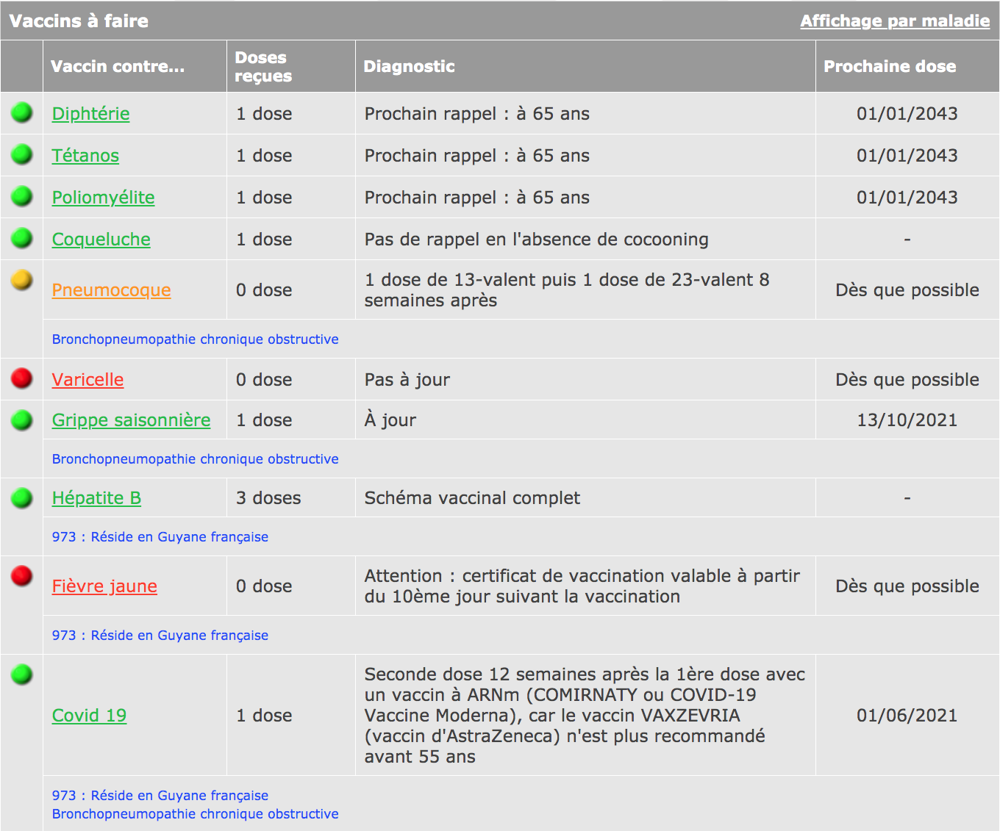 Vaccins à faire
Affichage par maladie
Vaccin contre...
Doses
reçues
Diagnostic
Prochaine dose
Diphtérie
1 dose
Prochain rappel : à 65 ans
01/01/2043
Tétanos
1 dose
Prochain rappel : à 65 ans
01/01/2043
Poliomyélite
1 dose
Prochain rappel : à 65 ans
01/01/2043
Coqueluche
1 dose
Pas de rappel en l'absence de cocooning
-
Pneumocoque
0 dose
1 dose de 13-valent puis 1 dose de 23-valent 8
semaines après
Dès que possible
Bronchopneumopathie chronique obstructive
Varicelle
0 dose
Pas à jour
Dès que possible
Grippe saisonnière
1 dose
À jour
13/10/2021
Bronchopneumopathie chronique obstructive
Hépatite B
3 doses
Schéma vaccinal complet
-
973 : Réside en Guyane française
Fièvre jaune
0 dose
Attention : certificat de vaccination valable à partir
du 10ème jour suivant la vaccination
Dès que possible
973 : Réside en Guyane française
Covid 19
1 dose
Seconde dose 12 semaines après la 1ère dose avec
un vaccin à ARNm (COMIRNATY ou COVID-19
Vaccine Moderna), car le vaccin VAXZEVRIA
(vaccin d'AstraZeneca) n'est plus recommandé
avant 55 ans
01/06/2021
973 : Réside en Guyane française
Bronchopneumopathie chronique obstructive